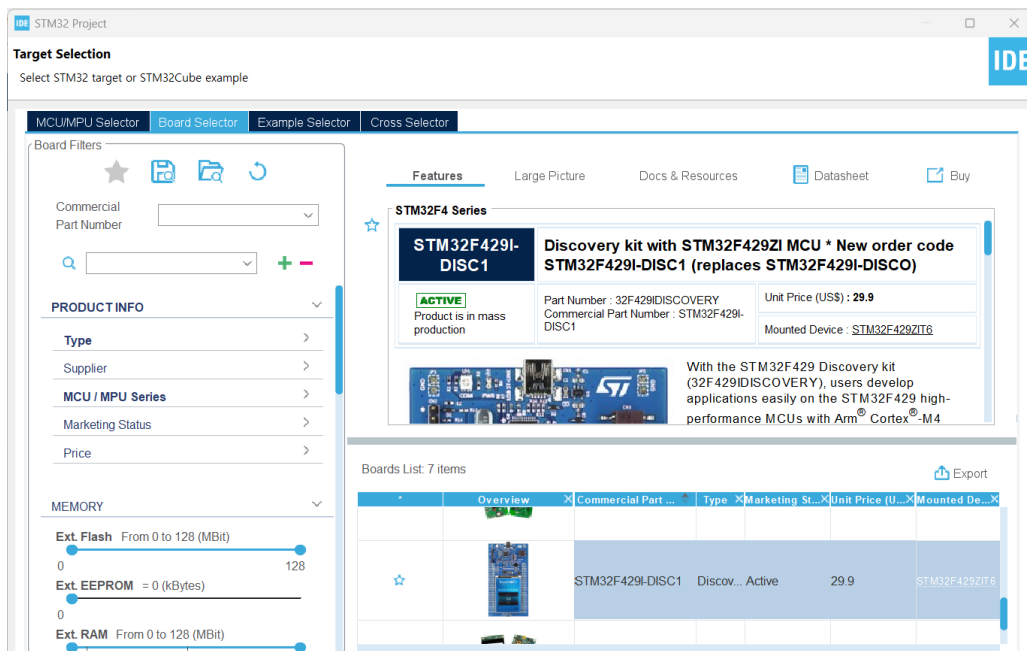 IDE STM32 Project
Target Selection
Select STM32 target or STM32Cube example
IDE
MCU/MPU Selector Board Selector Example Selector Cross Selector
Board Filters
Commercial
Part Number
PRODUCT INFO
Type
Supplier
MCU / MPU Series
Marketing Status
Price
MEMORY
Ext. Flash From 0 to 128 (MBit)
0 128
Ext. EEPROM = 0 (kBytes)
0
Ext. RAM From 0 to 128 (MBit)
Features Large Picture Docs & Resources Datasheet Buy
STM32F4 Series
STM32F429I-
DISC1
Discovery kit with STM32F429ZI MCU * New order code
STM32F429I-DISC1 (replaces STM32F429I-DISCO)
ACTIVE
Product is in mass
production
Part Number : 32F429IDISCOVERY
Commercial Part Number : STM32F429I-
DISC1
Unit Price (US$) : 29.9
Mounted Device : STM32F429ZIT6
With the STM32F429 Discovery kit
(32F429IDISCOVERY), users develop
applications easily on the STM32F429 high-
performance MCUs with Arm® Cortex®-M4
Boards List: 7 items
Export
* Overview Commercial Part ... Type Marketing St... Unit Price (U... Mounted De...
STM32F429I-DISC1 Discov... Active 29.9 STM32F429ZIT6